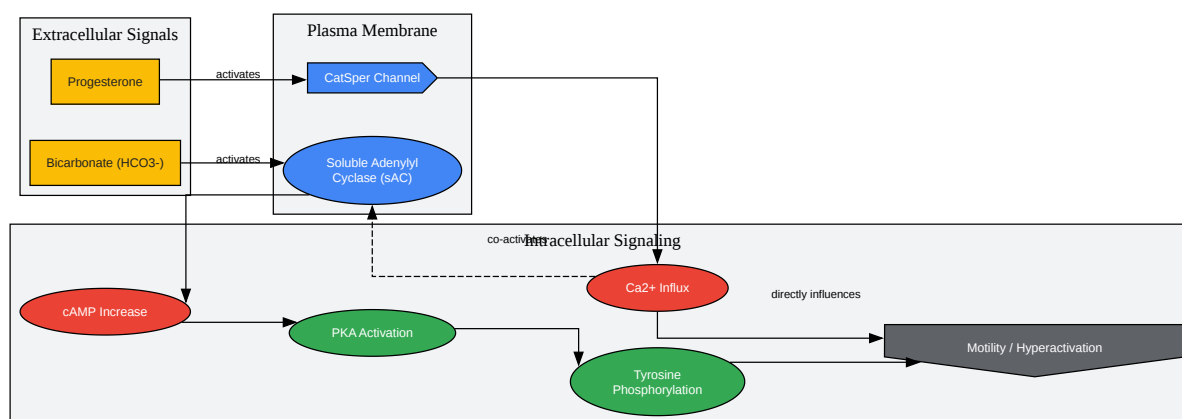 Extracellular Signals
Plasma Membrane
Progesterone
activates
CatSper Channel
Bicarbonate (HCO3-)
activates
Soluble Adenylyl
Cyclase (sAC)
co-activates
Intracellular Signaling
Ca2+ Influx
directly influences
cAMP Increase
PKA Activation
Motility / Hyperactivation
Tyrosine
Phosphorylation